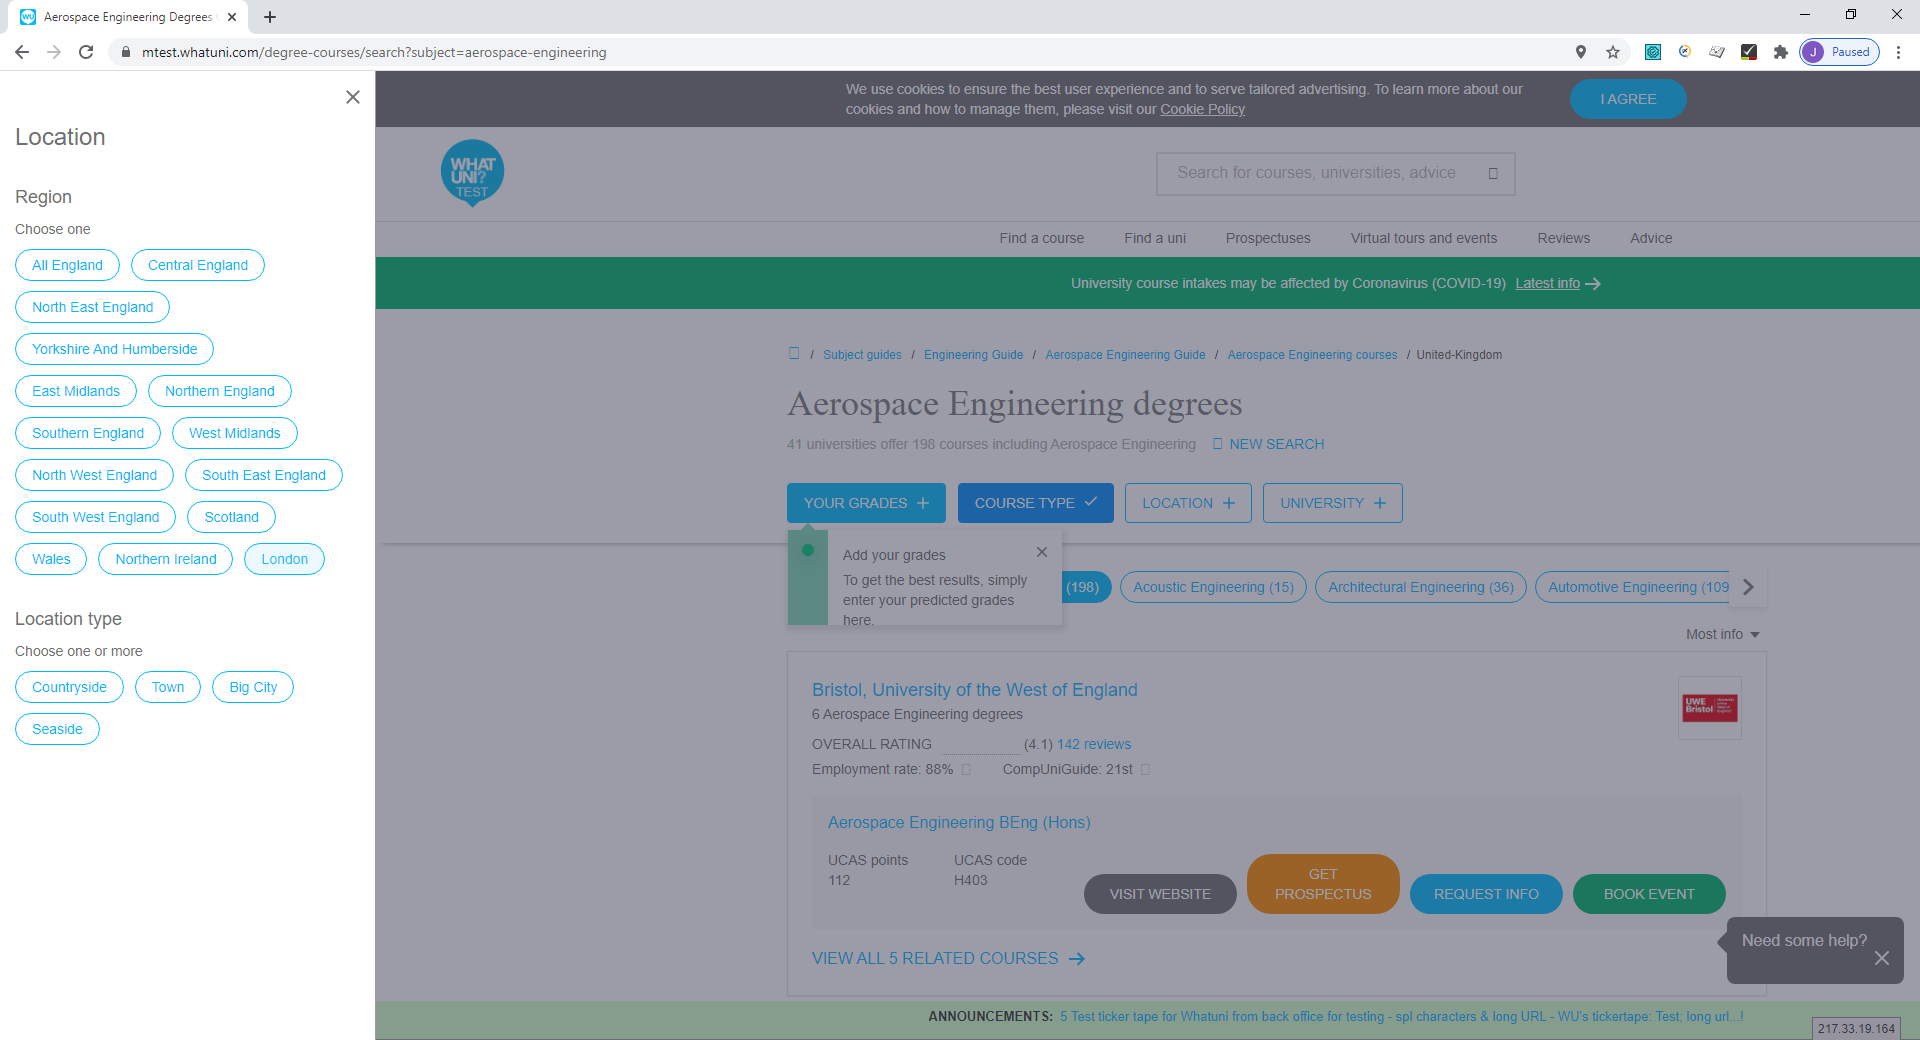 Aerospace Engineering Degrees
mtest.whatuni.com/degree-courses/search?subject=aerospace-engineering
J Paused
Location
Region
Choose one
All England
Central England
North East England
Yorkshire And Humberside
East Midlands
Northern England
Southern England
West Midlands
North West England
South East England
South West England
Scotland
Wales
Northern Ireland
London
Location type
Choose one or more
Countryside
Town
Big City
Seaside
We use cookies to ensure the best user experience and to serve tailored advertising. To learn more about our
cookies and how to manage them, please visit our Cookie Policy
I AGREE
WHAT
UNI?
TEST
Search for courses, universities, advice
Find a course
Find a uni
Prospectuses
Virtual tours and events
Reviews
Advice
University course intakes may be affected by Coronavirus (COVID-19) Latest info
/ Subject guides / Engineering Guide / Aerospace Engineering Guide / Aerospace Engineering courses / United-Kingdom
Aerospace Engineering degrees
41 universities offer 198 courses including Aerospace Engineering
NEW SEARCH
YOUR GRADES
COURSE TYPE
LOCATION
UNIVERSITY
Add your grades
To get the best results, simply
enter your predicted grades
here.
(198)
Acoustic Engineering (15)
Architectural Engineering (36)
Automotive Engineering (109
Most info
Bristol, University of the West of England
6 Aerospace Engineering degrees
OVERALL RATING (4.1) 142 reviews
Employment rate: 88%
CompUniGuide: 21st
UWE
Bristol
Aerospace Engineering BEng (Hons)
UCAS points
112
UCAS code
H403
VISIT WEBSITE
GET
PROSPECTUS
REQUEST INFO
BOOK EVENT
VIEW ALL 5 RELATED COURSES
Need some help?
ANNOUNCEMENTS: 5 Test ticker tape for Whatuni from back office for testing - spl characters & long URL - WU's tickertape: Test; long url...!
217.33.19.164